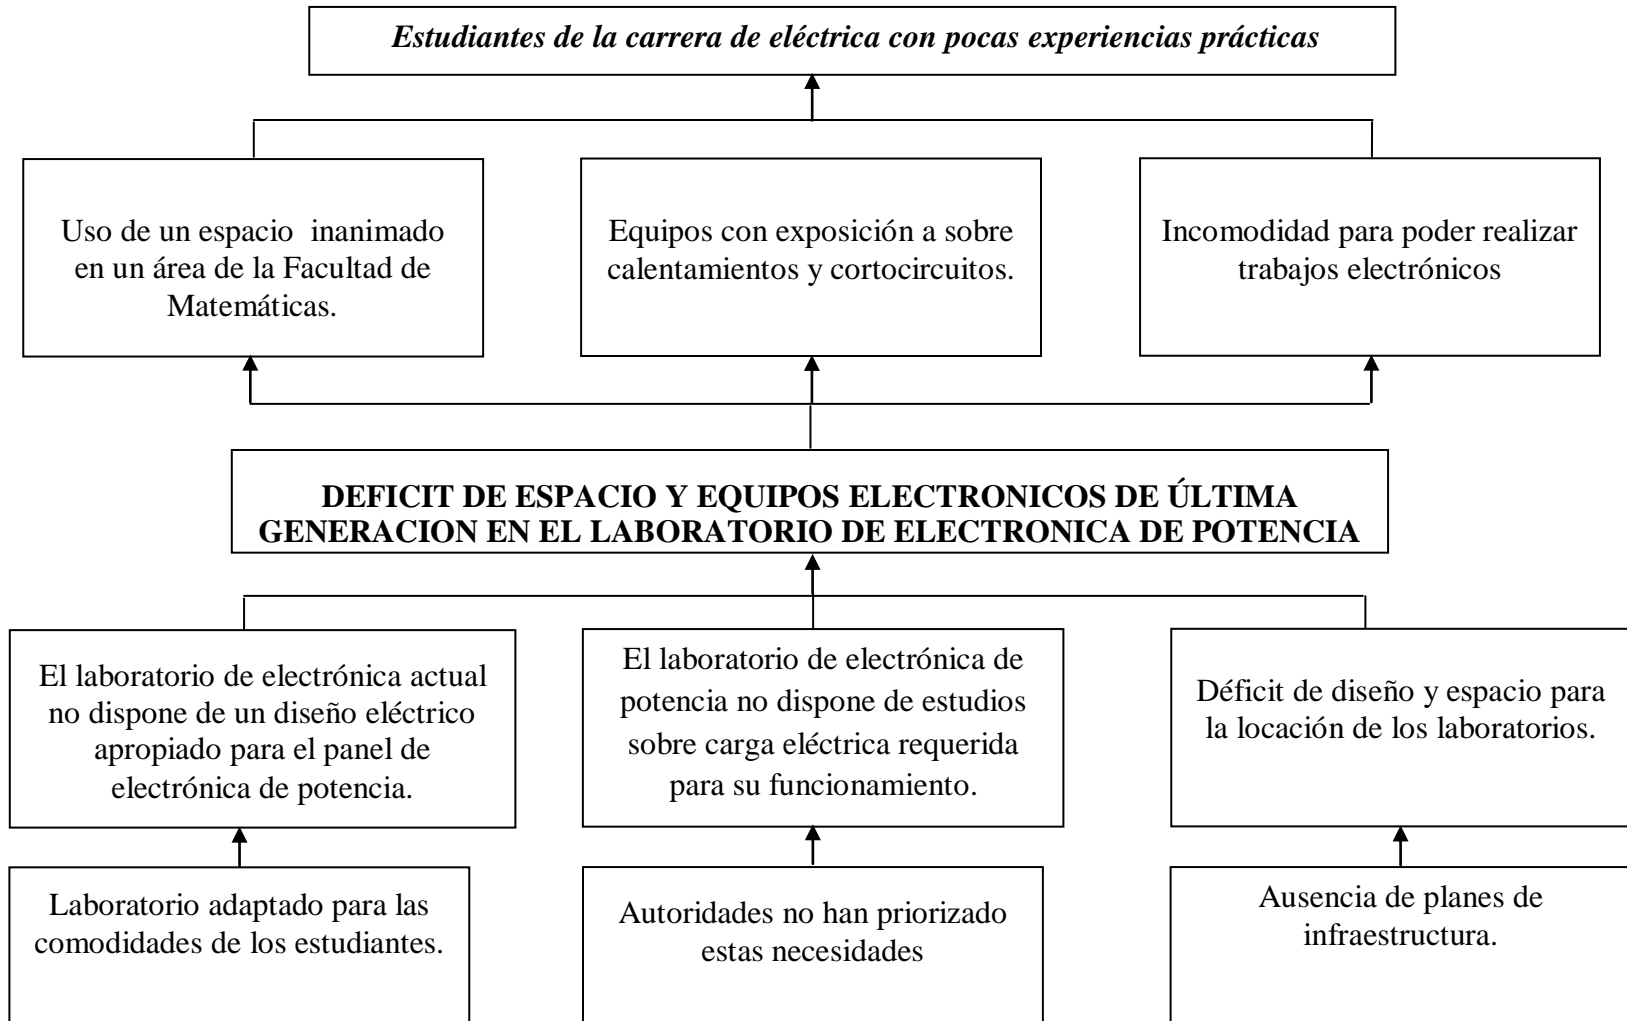 Estudiantes de la carrera de eléctrica con pocas experiencias prácticas
Uso de un espacio  inanimado
en un área de la Facultad de
Matemáticas.
Equipos con exposición a sobre
calentamientos y cortocircuitos.
Incomodidad para poder realizar
trabajos electrónicos
DEFICIT DE ESPACIO Y EQUIPOS ELECTRONICOS DE ÚLTIMA
GENERACION EN EL LABORATORIO DE ELECTRONICA DE POTENCIA
El laboratorio de electrónica actual
no dispone de un diseño eléctrico
apropiado para el panel de
electrónica de potencia.
El laboratorio de electrónica de
potencia no dispone de estudios
sobre carga eléctrica requerida
para su funcionamiento.
Déficit de diseño y espacio para
la locación de los laboratorios.
Laboratorio adaptado para las
comodidades de los estudiantes.
Autoridades no han priorizado
estas necesidades
Ausencia de planes de
infraestructura.